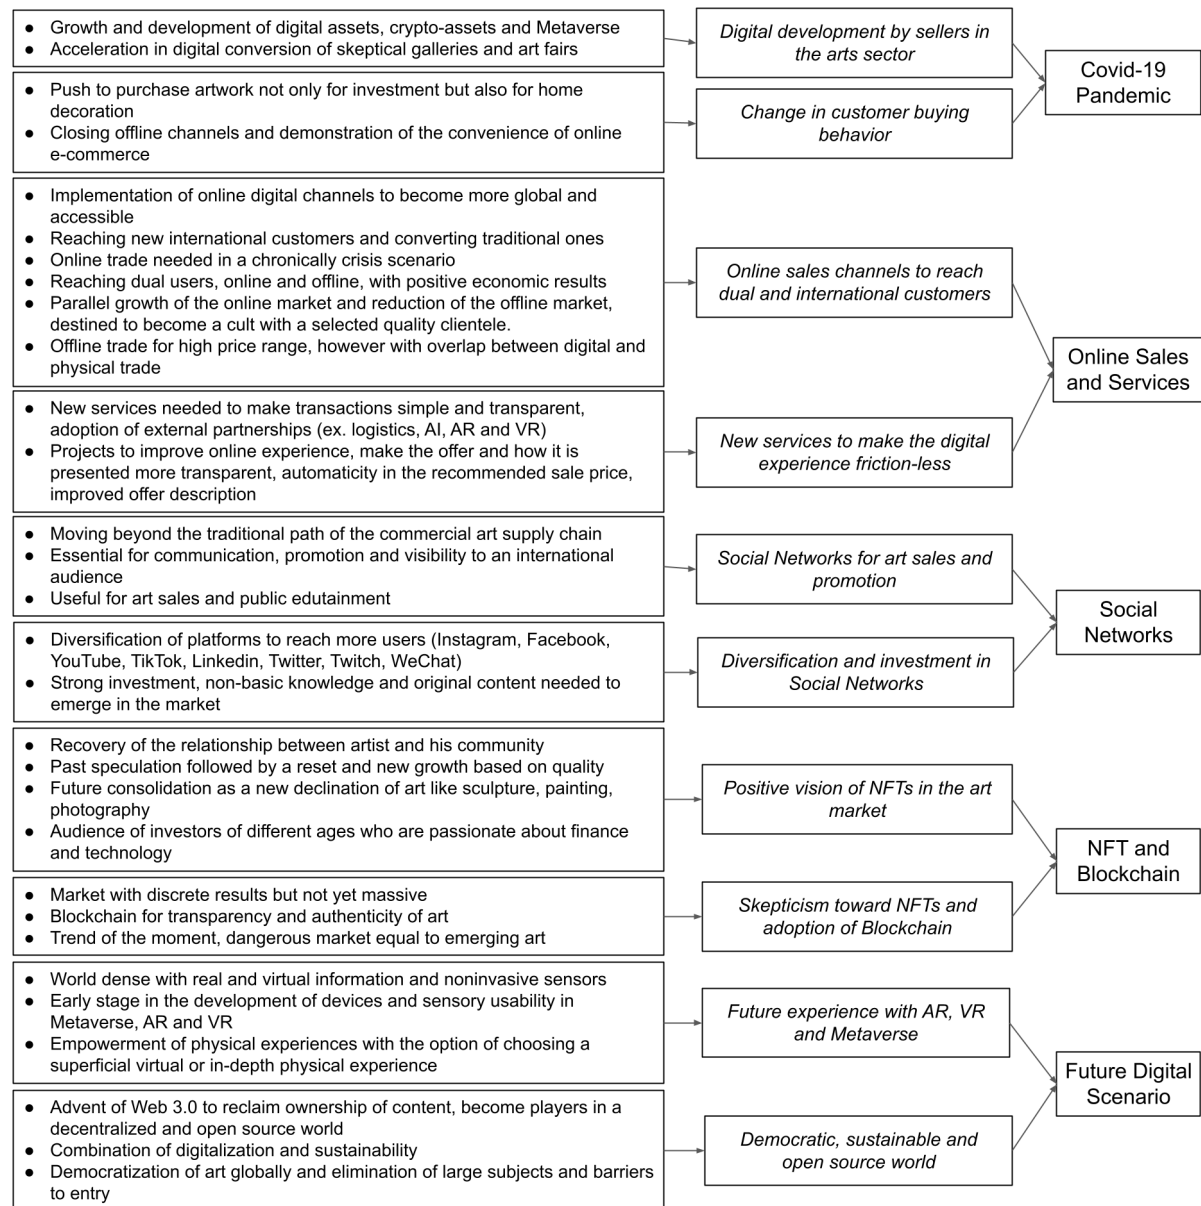 ● Growth and development of digital assets, crypto-assets and Metaverse
● Acceleration in digital conversion of skeptical galleries and art fairs
Digital development by sellers in
the arts sector
● Push to purchase artwork not only for investment but also for home
decoration
● Closing offline channels and demonstration of the convenience of online
e-commerce
Change in customer buying
behavior
Covid-19
Pandemic
● Implementation of online digital channels to become more global and
accessible
● Reaching new international customers and converting traditional ones
● Online trade needed in a chronically crisis scenario
● Reaching dual users, online and offline, with positive economic results
● Parallel growth of the online market and reduction of the offline market,
destined to become a cult with a selected quality clientele.
● Offline trade for high price range, however with overlap between digital and
physical trade
Online sales channels to reach
dual and international customers
● New services needed to make transactions simple and transparent,
adoption of external partnerships (ex. logistics, AI, AR and VR)
● Projects to improve online experience, make the offer and how it is
presented more transparent, automaticity in the recommended sale price,
improved offer description
New services to make the digital
experience friction-less
Online Sales
and Services
● Moving beyond the traditional path of the commercial art supply chain
● Essential for communication, promotion and visibility to an international
audience
● Useful for art sales and public edutainment
Social Networks for art sales and
promotion
● Diversification of platforms to reach more users (Instagram, Facebook,
YouTube, TikTok, Linkedin, Twitter, Twitch, WeChat)
● Strong investment, non-basic knowledge and original content needed to
emerge in the market
Diversification and investment in
Social Networks
Social
Networks
● Recovery of the relationship between artist and his community
● Past speculation followed by a reset and new growth based on quality
● Future consolidation as a new declination of art like sculpture, painting,
photography
● Audience of investors of different ages who are passionate about finance
and technology
Positive vision of NFTs in the art
market
● Market with discrete results but not yet massive
● Blockchain for transparency and authenticity of art
● Trend of the moment, dangerous market equal to emerging art
Skepticism toward NFTs and
adoption of Blockchain
NFT and
Blockchain
● World dense with real and virtual information and noninvasive sensors
● Early stage in the development of devices and sensory usability in
Metaverse, AR and VR
● Empowerment of physical experiences with the option of choosing a
superficial virtual or in-depth physical experience
Future experience with AR, VR
and Metaverse
● Advent of Web 3.0 to reclaim ownership of content, become players in a
decentralized and open source world
● Combination of digitalization and sustainability
● Democratization of art globally and elimination of large subjects and barriers
to entry
Democratic, sustainable and
open source world
Future Digital
Scenario